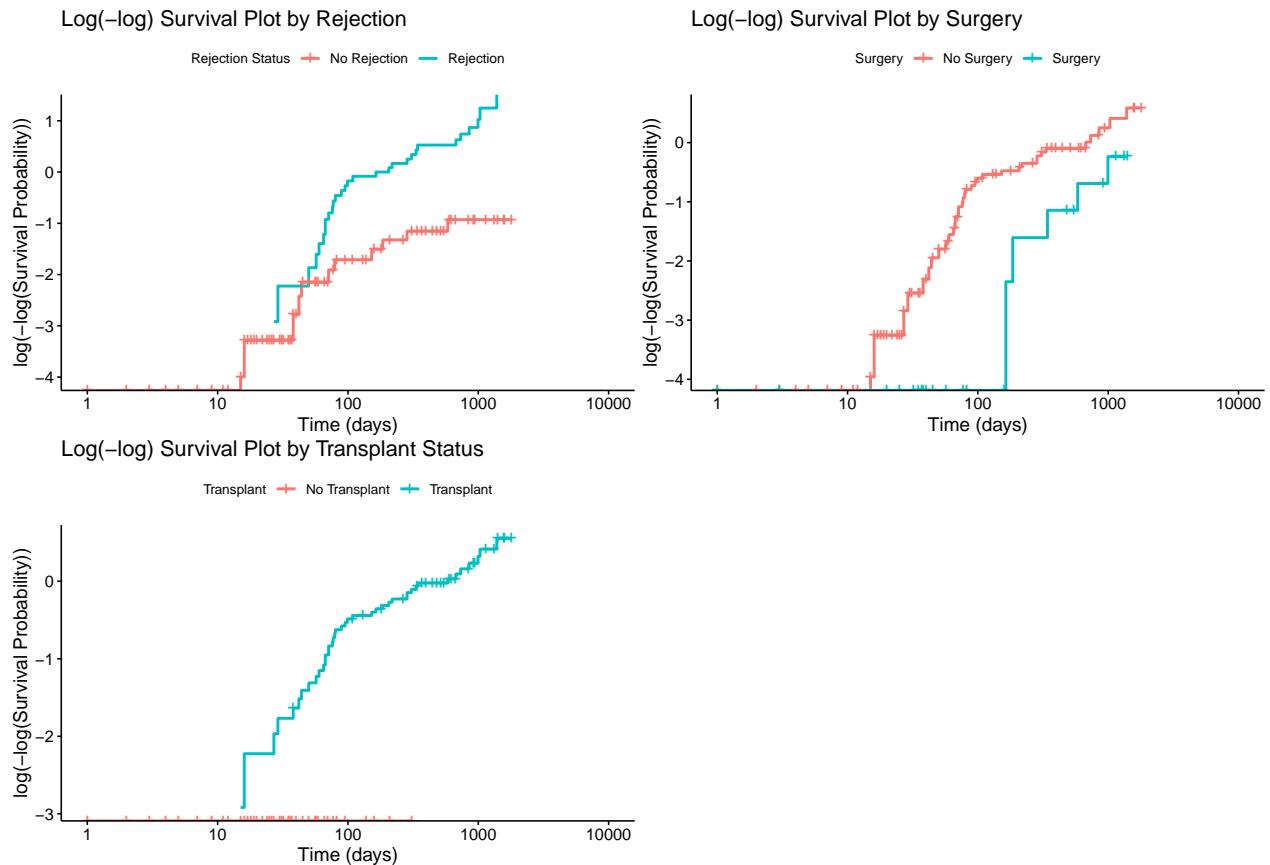 Log(−log) Survival Plot by Rejection
Rejection Status No Rejection Rejection
log(−log(Survival Probability))
1
0
−1
−2
−3
−4
1 10 100 1000 10000
Time (days)
Log(−log) Survival Plot by Surgery
Surgery No Surgery Surgery
log(−log(Survival Probability))
0
−1
−2
−3
−4
1 10 100 1000 10000
Time (days)
Log(−log) Survival Plot by Transplant Status
Transplant No Transplant Transplant
log(−log(Survival Probability))
0
−1
−2
−3
1 10 100 1000 10000
Time (days)